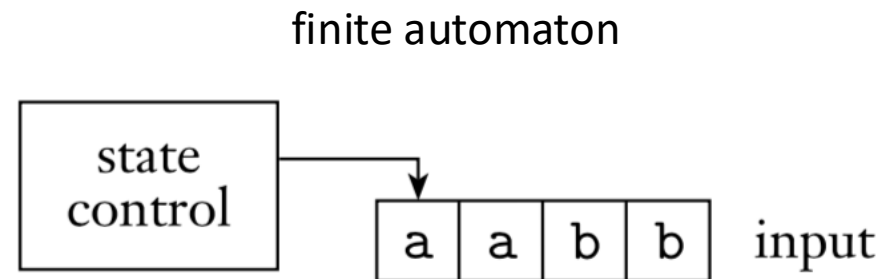 finite automaton
state
control
a a b b input